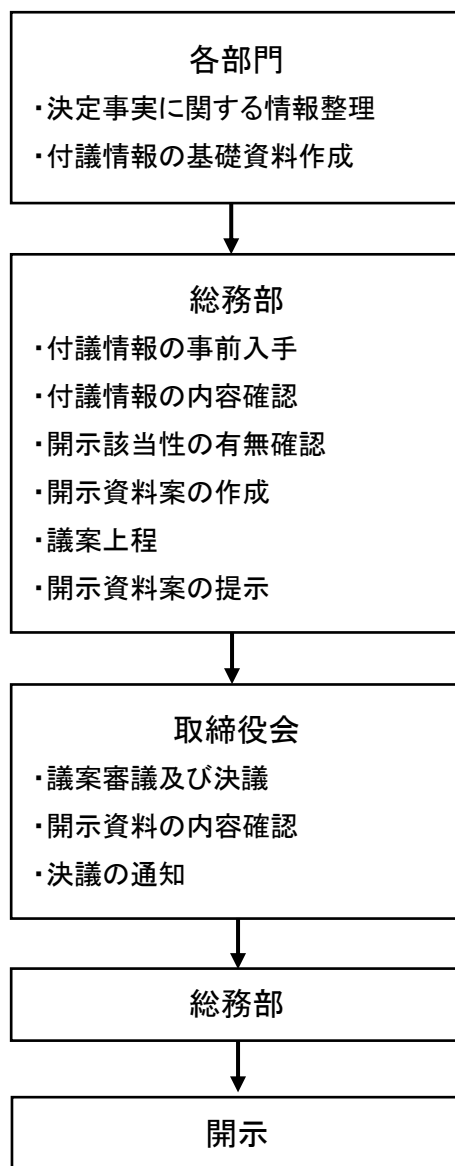 各部門
・決定事実に関する情報整理
・付議情報の基礎資料作成
総務部
・付議情報の事前入手
・付議情報の内容確認
・開示該当性の有無確認
・開示資料案の作成
・議案上程
・開示資料案の提示
取締役会
・議案審議及び決議
・開示資料の内容確認
・決議の通知
総務部
開示